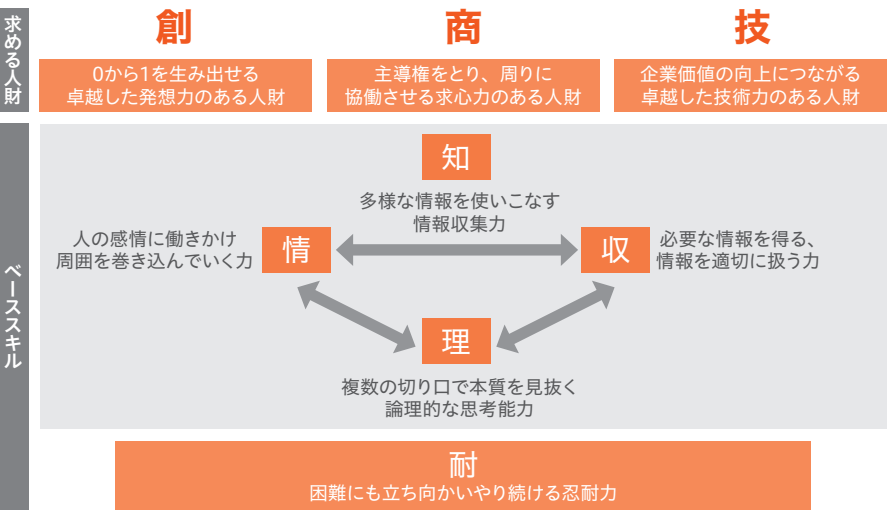 求める人財
創
0から1を生み出せる
卓越した発想力のある人財
商
主導権をとり、周りに
協働させる求心力のある人財
技
企業価値の向上につながる
卓越した技術力のある人財
ベーススキル
知
多様な情報を使いこなす
情報収集力
人の感情に働きかけ
周囲を巻き込んでいく力
情
収
必要な情報を得る、
情報を適切に扱う力
理
複数の切り口で本質を見抜く
論理的な思考能力
耐
困難にも立ち向かいやり続ける忍耐力